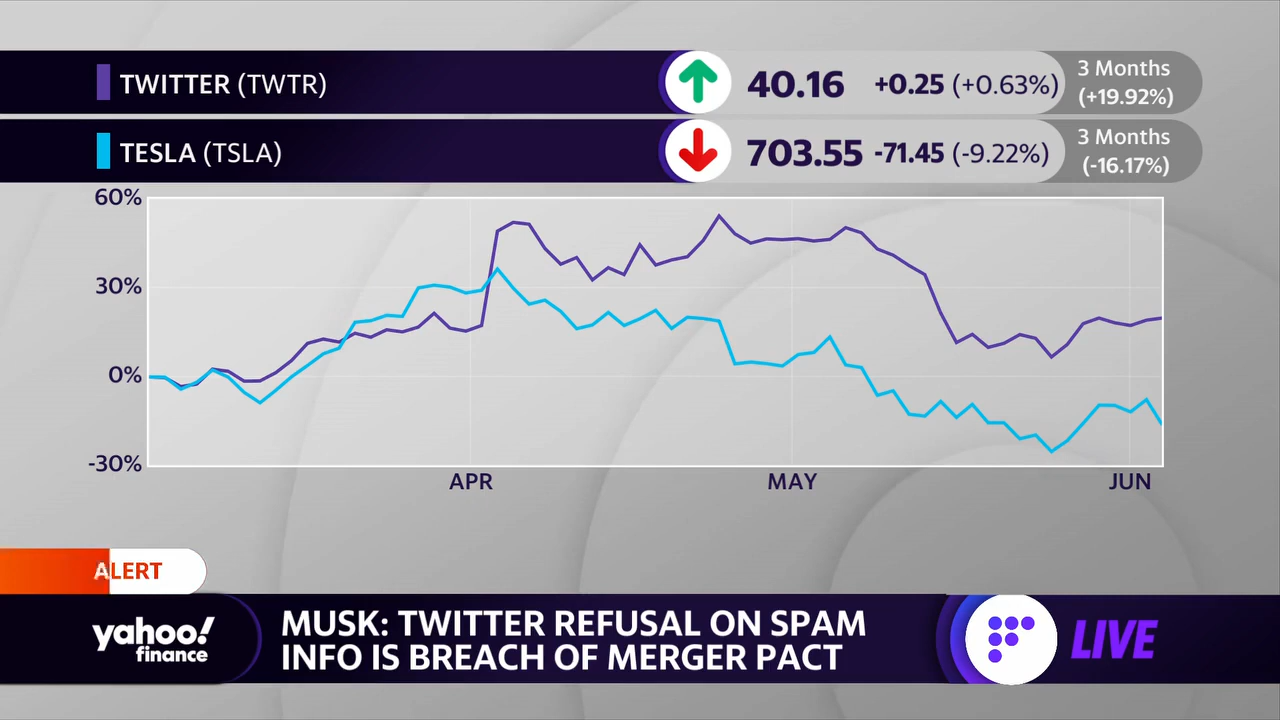 TWITTER (TWTR) 40.16 +0.25 (+0.63%) 3 Months (+19.92%)
TESLA (TSLA) 703.55 -71.45 (-9.22%) 3 Months (-16.17%)
60%
30%
0%
-30%
APR MAY JUN
ALERT
yahoo!
finance
MUSK: TWITTER REFUSAL ON SPAM
INFO IS BREACH OF MERGER PACT
LIVE